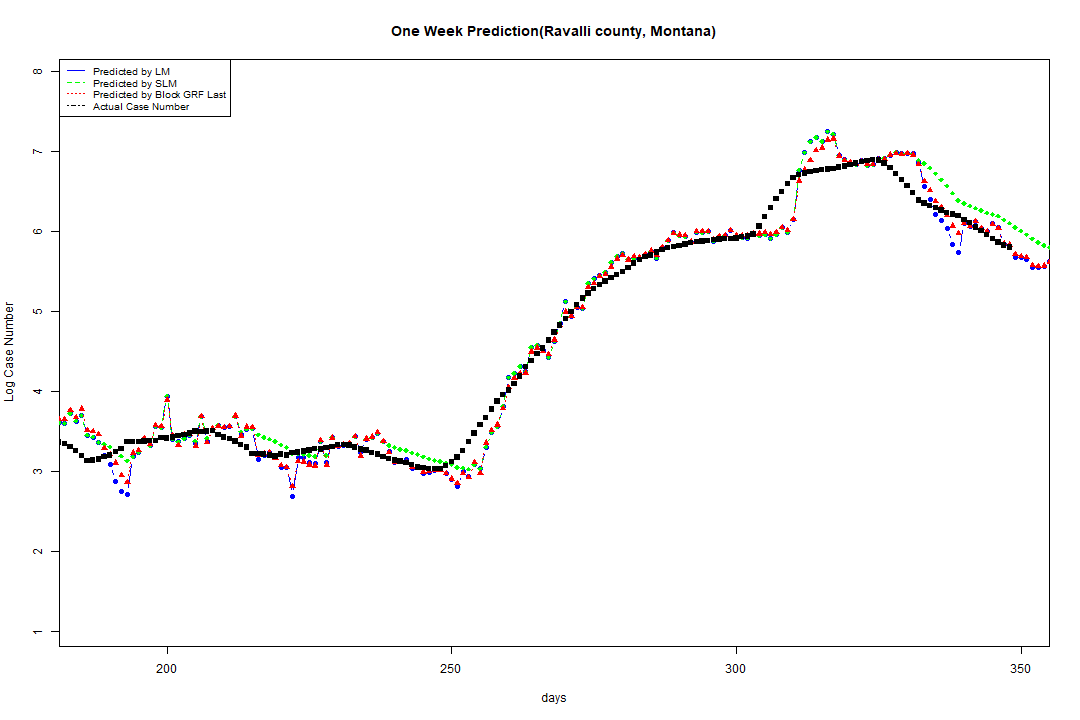 One Week Prediction(Ravalli county, Montana)
Predicted by LM
Predicted by SLM
Predicted by Block GRF Last
Actual Case Number
8
7
6
5
4
3
2
1
Log Case Number
200 250 300 350
days